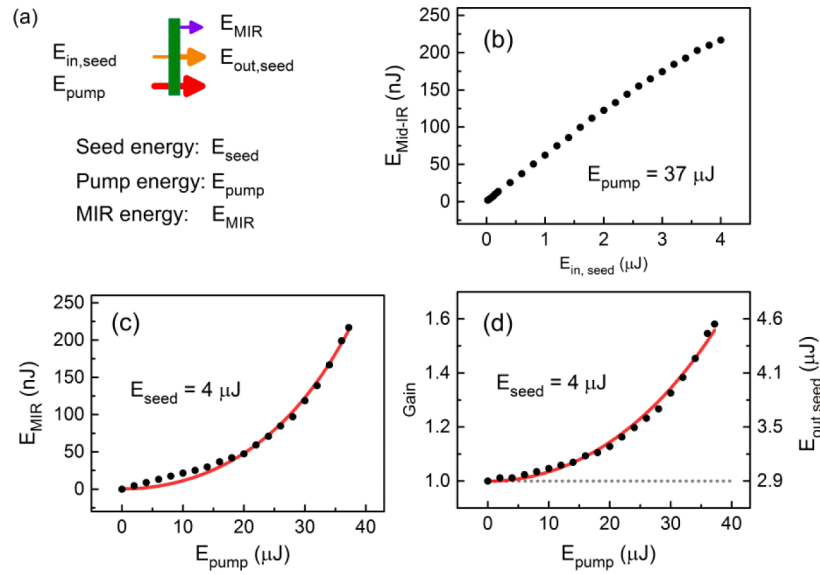 (a)
E_MIR
E_in,seed
E_out,seed
E_pump
Seed energy: E_seed
Pump energy: E_pump
MIR energy: E_MIR
(b)
E_Mid-IR (nJ)
250
200
150
100
50
0
E_pump = 37 μJ
0 1 2 3 4
E_in, seed (μJ)
(c)
E_MIR (nJ)
250
200
150
100
50
0
E_seed = 4 μJ
0 10 20 30 40
E_pump (μJ)
(d)
Gain
1.6
1.4
1.2
1.0
E_seed = 4 μJ
4.6
4.1
3.5
2.9
E_out,seed (μJ)
0 10 20 30 40
E_pump (μJ)